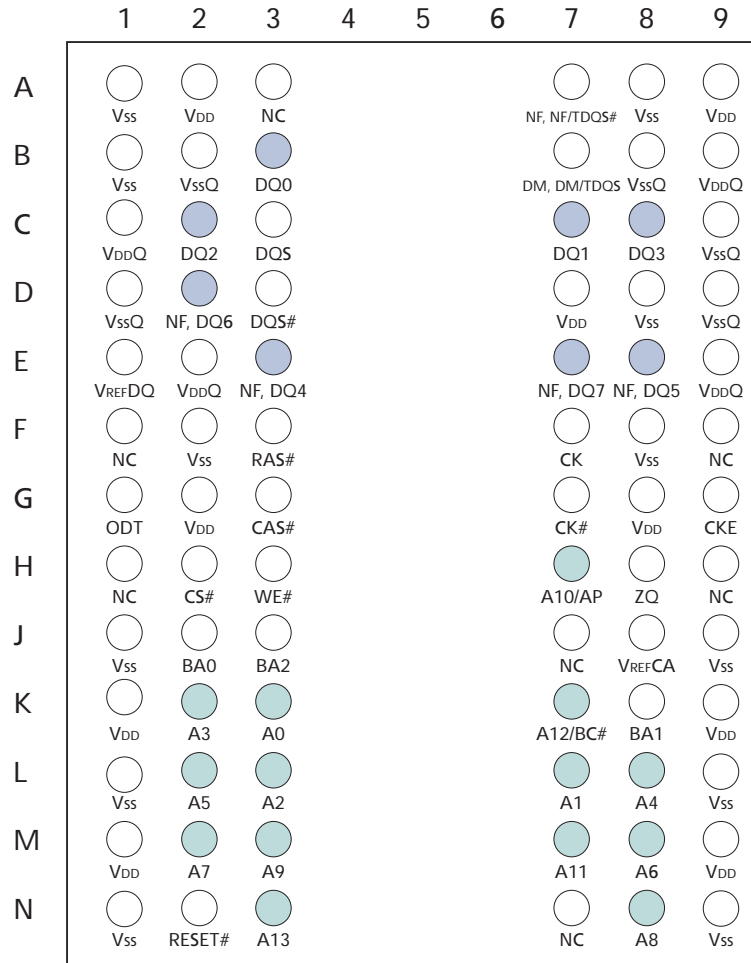 1 2 3 4 5 6 7 8 9
A
Vss VDD NC NF, NF/TDQS# Vss VDD
B
Vss VssQ DQ0 DM, DM/TDQS VssQ VDDQ
C
VDDQ DQ2 DQS DQ1 DQ3 VssQ
D
VssQ NF, DQ6 DQS# VDD Vss VssQ
E
VREFDQ VDDQ NF, DQ4 NF, DQ7 NF, DQ5 VDDQ
F
NC Vss RAS# CK Vss NC
G
ODT VDD CAS# CK# VDD CKE
H
NC CS# WE# A10/AP ZQ NC
J
Vss BA0 BA2 NC VREFCA Vss
K
VDD A3 A0 A12/BC# BA1 VDD
L
Vss A5 A2 A1 A4 Vss
M
VDD A7 A9 A11 A6 VDD
N
Vss RESET# A13 NC A8 Vss